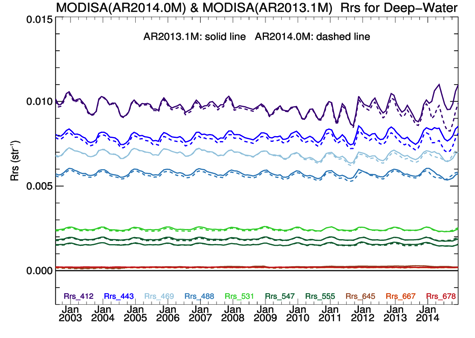 MODISA(AR2014.0M) & MODISA(AR2013.1M) Rrs for Deep-Water
AR2013.1M: solid line AR2014.0M: dashed line
0.015
0.010
0.005
0.000
Rrs (str⁻¹)
Rrs_412 Rrs_443 Rrs_469 Rrs_488 Rrs_531 Rrs_547 Rrs_555 Rrs_645 Rrs_667 Rrs_678
Jan Jan Jan Jan Jan Jan Jan Jan Jan Jan Jan Jan
2003 2004 2005 2006 2007 2008 2009 2010 2011 2012 2013 2014